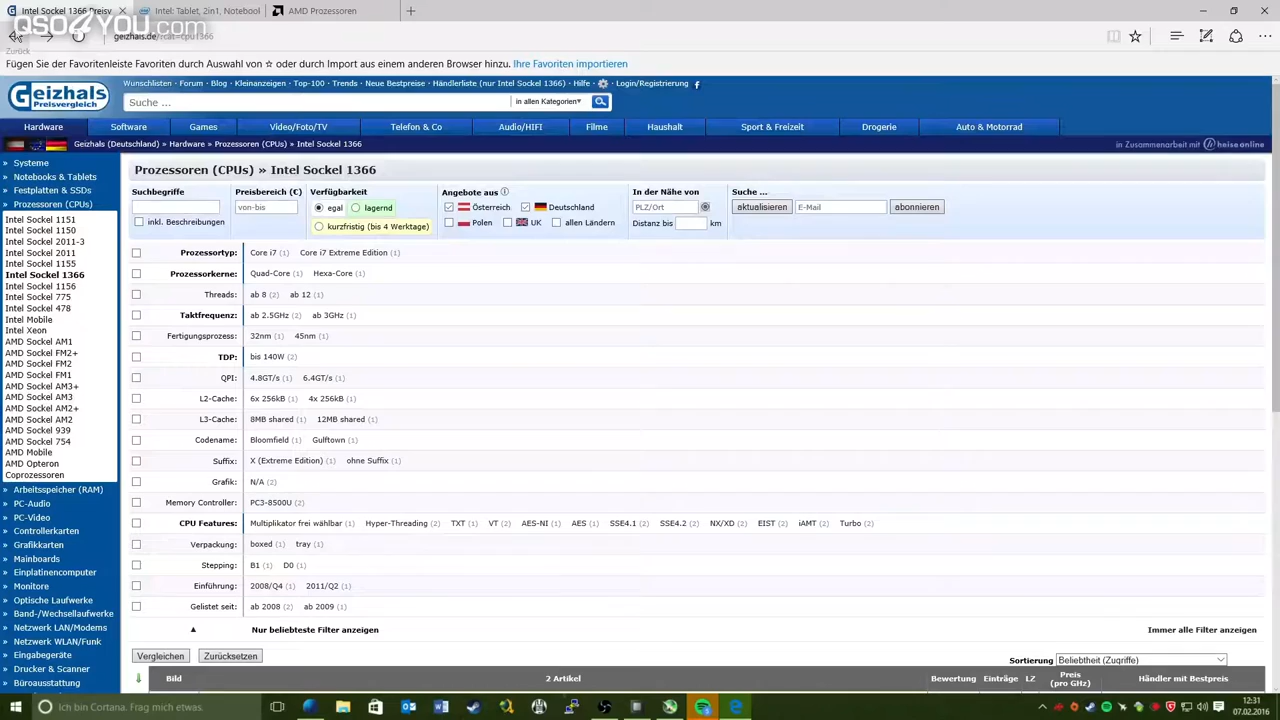 Intel Sockel 1366 Preisv
Intel: Tablet, 2in1, Notebook
AMD Prozessoren
QSO4YOU.com
geizhals.de/?cat=cpu1366
Zurück
Fügen Sie der Favoritenleiste Favoriten durch Auswahl von ☆ oder durch Import aus einem anderen Browser hinzu. Ihre Favoriten importieren
Geizhals Preisvergleich
Wunschlisten · Forum · Blog · Kleinanzeigen · Top-100 · Trends · Neue Bestpreise · Händlerliste (nur Intel Sockel 1366) · Hilfe · Login/Registrierung
Suche ... in allen Kategorien
Hardware Software Games Video/Foto/TV Telefon & Co Audio/HIFI Filme Haushalt Sport & Freizeit Drogerie Auto & Motorrad
Geizhals (Deutschland) » Hardware » Prozessoren (CPUs) » Intel Sockel 1366
in Zusammenarbeit mit heise online
» Systeme
» Notebooks & Tablets
» Festplatten & SSDs
» Prozessoren (CPUs)
Intel Sockel 1151
Intel Sockel 1150
Intel Sockel 2011-3
Intel Sockel 2011
Intel Sockel 1155
Intel Sockel 1366
Intel Sockel 1156
Intel Sockel 775
Intel Sockel 478
Intel Mobile
Intel Xeon
AMD Sockel AM1
AMD Sockel FM2+
AMD Sockel FM2
AMD Sockel FM1
AMD Sockel AM3+
AMD Sockel AM3
AMD Sockel AM2+
AMD Sockel AM2
AMD Sockel 939
AMD Sockel 754
AMD Mobile
AMD Opteron
Coprozessoren
» Arbeitsspeicher (RAM)
» PC-Audio
» PC-Video
» Controllerkarten
» Grafikkarten
» Mainboards
» Einplatinencomputer
» Monitore
» Optische Laufwerke
» Band-/Wechsellaufwerke
» Netzwerk LAN/Modems
» Netzwerk WLAN/Funk
» Eingabegeräte
» Drucker & Scanner
» Büroausstattung
Prozessoren (CPUs) » Intel Sockel 1366
Suchbegriffe Preisbereich (€) Verfügbarkeit Angebote aus In der Nähe von Suche ...
von-bis egal lagernd Österreich Deutschland PLZ/Ort aktualisieren E-Mail abonnieren
inkl. Beschreibungen kurzfristig (bis 4 Werktage) Polen UK allen Ländern Distanz bis km
Prozessortyp: Core i7 (1) Core i7 Extreme Edition (1)
Prozessorkerne: Quad-Core (1) Hexa-Core (1)
Threads: ab 8 (2) ab 12 (1)
Taktfrequenz: ab 2.5GHz (2) ab 3GHz (1)
Fertigungsprozess: 32nm (1) 45nm (1)
TDP: bis 140W (2)
QPI: 4.8GT/s (1) 6.4GT/s (1)
L2-Cache: 6x 256kB (1) 4x 256kB (1)
L3-Cache: 8MB shared (1) 12MB shared (1)
Codename: Bloomfield (1) Gulftown (1)
Suffix: X (Extreme Edition) (1) ohne Suffix (1)
Grafik: N/A (2)
Memory Controller: PC3-8500U (2)
CPU Features: Multiplikator frei wählbar (1) Hyper-Threading (2) TXT (1) VT (2) AES-NI (1) AES (1) SSE4.1 (2) SSE4.2 (2) NX/XD (2) EIST (2) iAMT (2) Turbo (2)
Verpackung: boxed (1) tray (1)
Stepping: B1 (1) D0 (1)
Einführung: 2008/Q4 (1) 2011/Q2 (1)
Gelistet seit: ab 2008 (2) ab 2009 (1)
▲ Nur beliebteste Filter anzeigen Immer alle Filter anzeigen
Vergleichen Zurücksetzen Sortierung Beliebtheit (Zugriffe)
Bild 2 Artikel Bewertung Einträge LZ Preis (pro GHz) Händler mit Bestpreis
Ich bin Cortana. Frag mich etwas.
12:31
07.02.2016